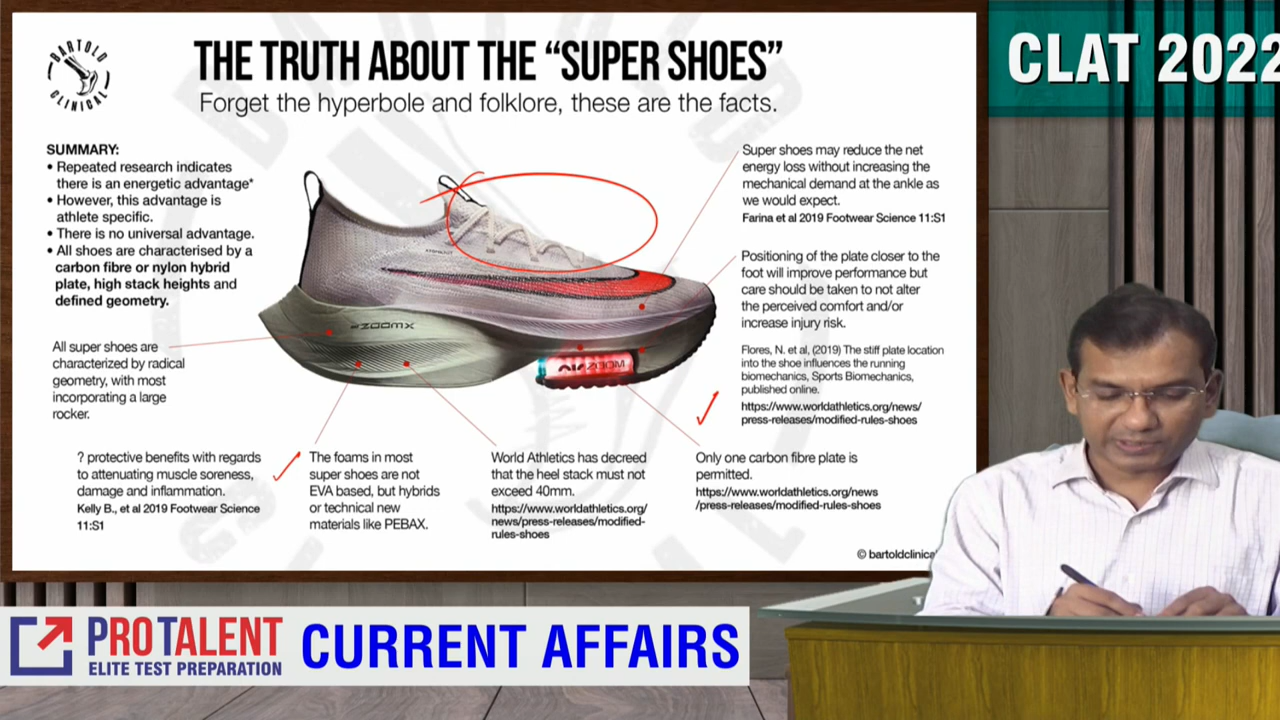 BARTOLD
CLINICAL
THE TRUTH ABOUT THE “SUPER SHOES”
Forget the hyperbole and folklore, these are the facts.
CLAT 2022
SUMMARY:
• Repeated research indicates
there is an energetic advantage*
• However, this advantage is
athlete specific.
• There is no universal advantage.
• All shoes are characterised by a
carbon fibre or nylon hybrid
plate, high stack heights and
defined geometry.
All super shoes are
characterized by radical
geometry, with most
incorporating a large
rocker.
? protective benefits with regards
to attenuating muscle soreness,
damage and inflammation.
Kelly B., et al 2019 Footwear Science
11:S1
ZOOMX
The foams in most
super shoes are not
EVA based, but hybrids
or technical new
materials like PEBAX.
World Athletics has decreed
that the heel stack must not
exceed 40mm.
https://www.worldathletics.org/
news/press-releases/modified-
rules-shoes
Super shoes may reduce the net
energy loss without increasing the
mechanical demand at the ankle as
we would expect.
Farina et al 2019 Footwear Science 11:S1
Positioning of the plate closer to the
foot will improve performance but
care should be taken to not alter
the perceived comfort and/or
increase injury risk.
Flores, N. et al, (2019) The stiff plate location
into the shoe influences the running
biomechanics, Sports Biomechanics,
published online.
https://www.worldathletics.org/news/
press-releases/modified-rules-shoes
Only one carbon fibre plate is
permitted.
https://www.worldathletics.org/news
/press-releases/modified-rules-shoes
© bartoldclinical
PROTALENT
ELITE TEST PREPARATION
CURRENT AFFAIRS